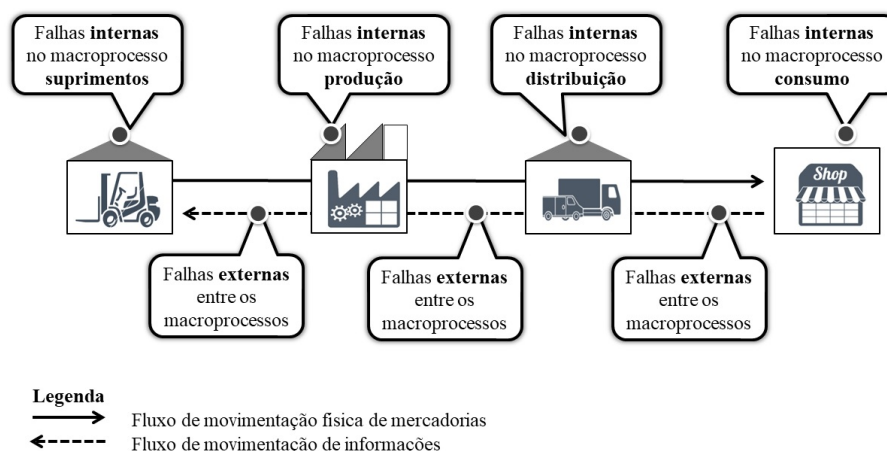 Falhas internas
no macroprocesso
suprimentos
Falhas internas
no macroprocesso
produção
Falhas internas
no macroprocesso
distribuição
Falhas internas
no macroprocesso
consumo
Shop
Falhas externas
entre os
macroprocessos
Falhas externas
entre os
macroprocessos
Falhas externas
entre os
macroprocessos
Legenda
Fluxo de movimentação fisica de mercadorias
Fluxo de movimentacão de informações